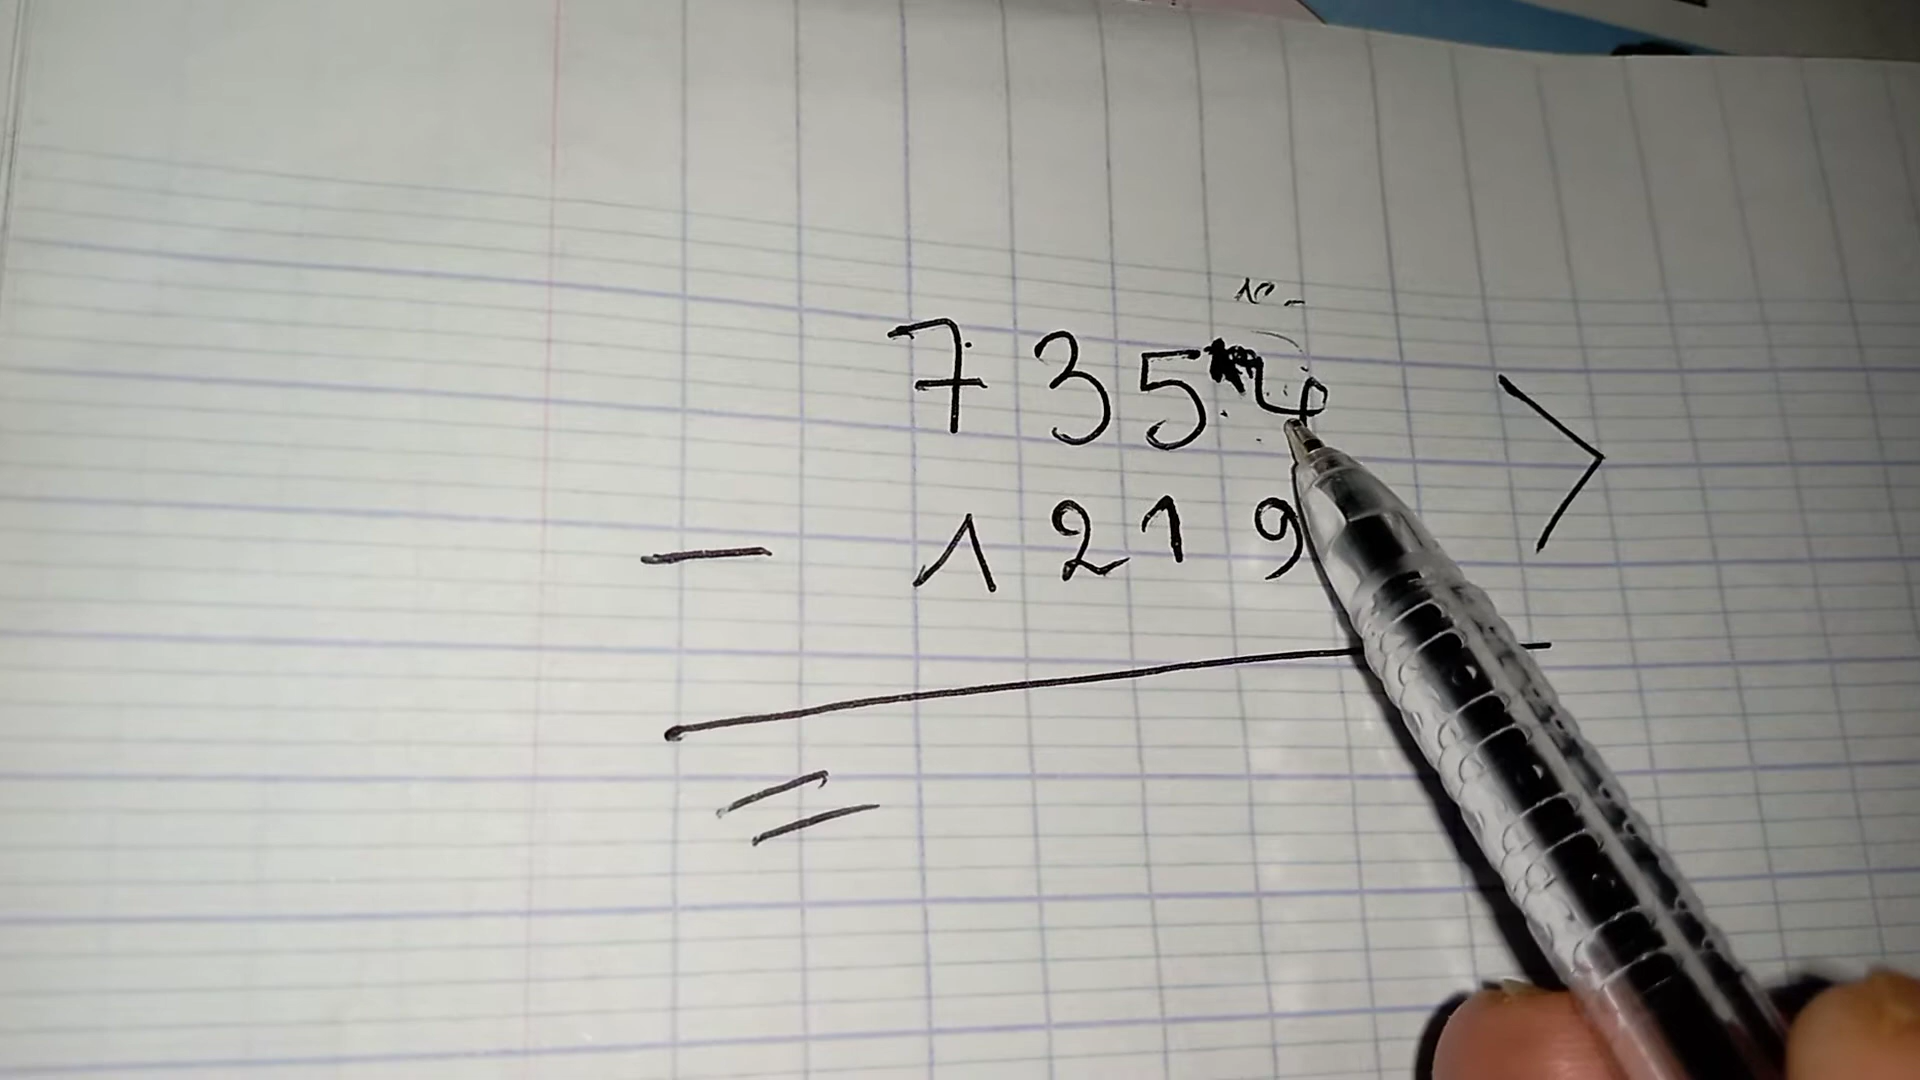 7354
- 1219
=